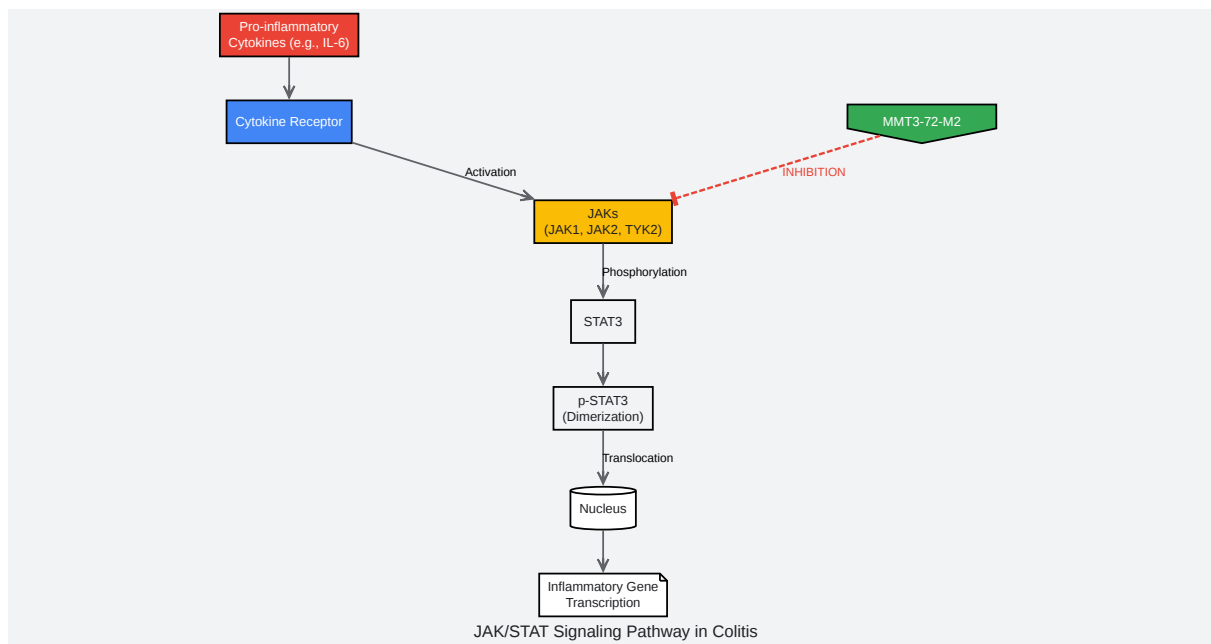 Pro-inflammatory
Cytokines (e.g., IL-6)
Cytokine Receptor
MMT3-72-M2
Activation
INHIBITION
JAKs
(JAK1, JAK2, TYK2)
Phosphorylation
STAT3
p-STAT3
(Dimerization)
Translocation
Nucleus
Inflammatory Gene
Transcription
JAK/STAT Signaling Pathway in Colitis